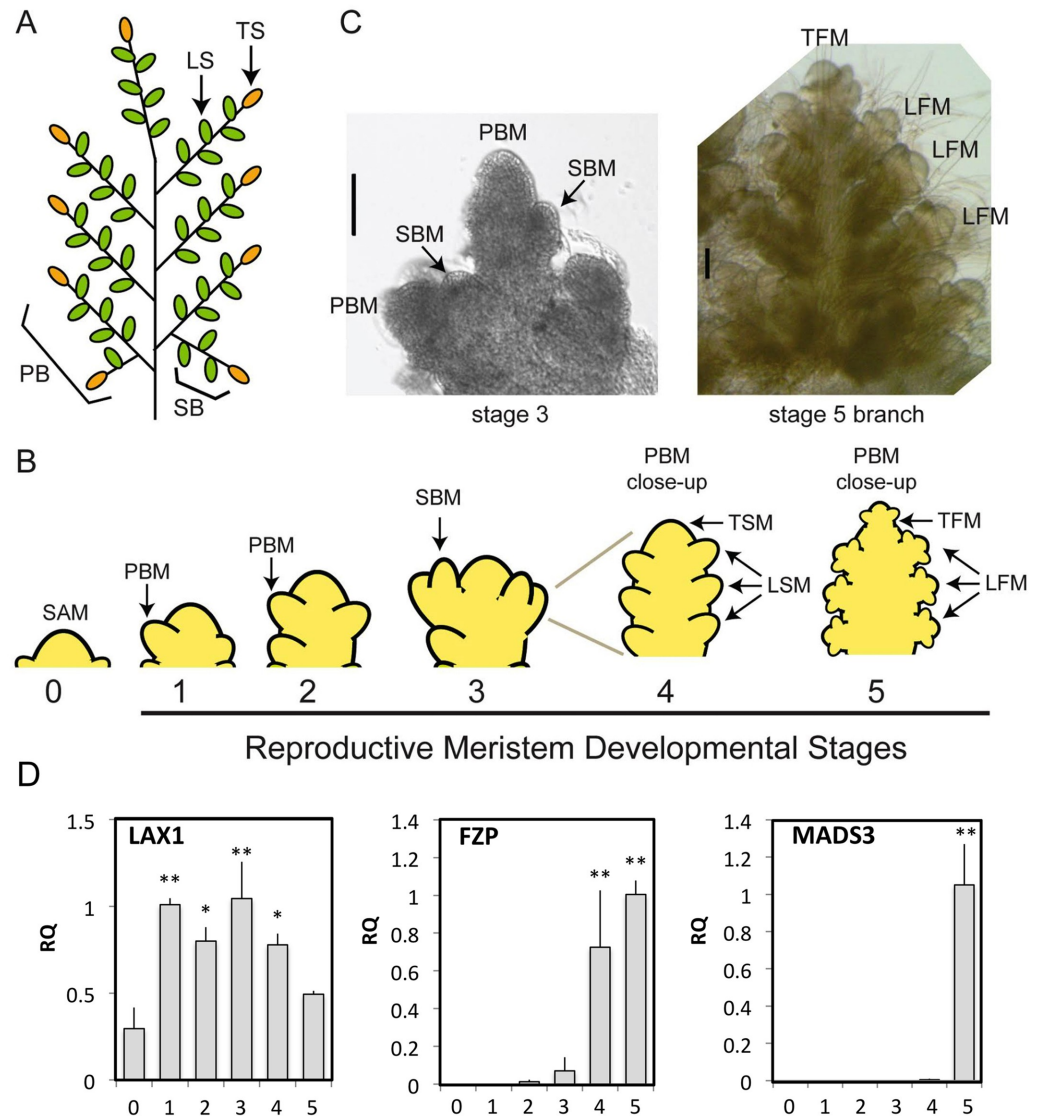 A
TS
LS
PB
SB
C
TFM
LFM
LFM
LFM
PBM
SBM
SBM
PBM
stage 3
stage 5 branch
B
SAM
PBM
PBM
SBM
PBM
close-up
TSM
LSM
PBM
close-up
TFM
LFM
0 1 2 3 4 5
Reproductive Meristem Developmental Stages
D
LAX1
RQ
1.5
1
0.5
0
** * ** *
0 1 2 3 4 5
FZP
RQ
1.4
1.2
1
0.8
0.6
0.4
0.2
0
** **
0 1 2 3 4 5
MADS3
RQ
1.4
1.2
1
0.8
0.6
0.4
0.2
0
**
0 1 2 3 4 5